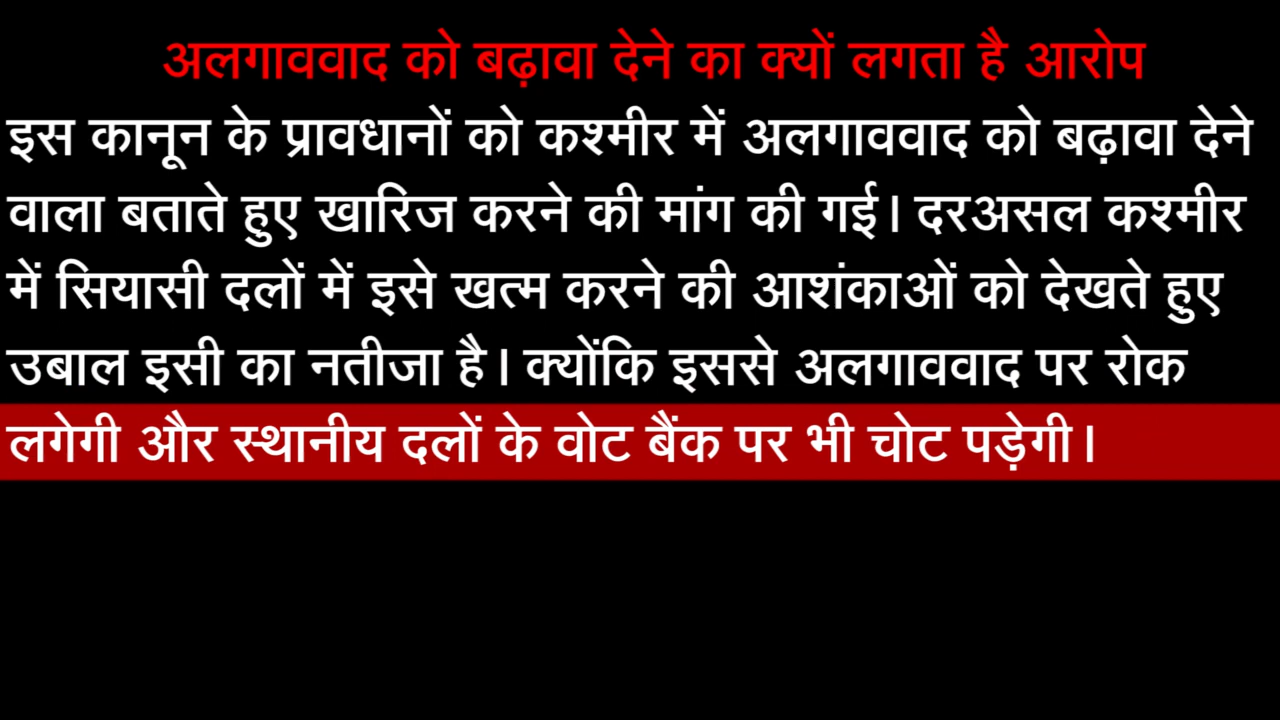 अलगाववाद को बढ़ावा देने का क्यों लगता है आरोप
इस कानून के प्रावधानों को कश्मीर में अलगाववाद को बढ़ावा देने
वाला बताते हुए खारिज करने की मांग की गई। दरअसल कश्मीर
में सियासी दलों में इसे खत्म करने की आशंकाओं को देखते हुए
उबाल इसी का नतीजा है। क्योंकि इससे अलगाववाद पर रोक
लगेगी और स्थानीय दलों के वोट बैंक पर भी चोट पड़ेगी।